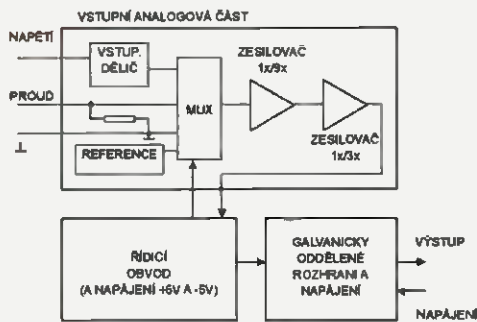 VSTUPNÍ ANALOGOVÁ ČÁST
NAPĚTÍ
VSTUP.
DĚLIČ
PROUD
MUX
ZESILOVAČ
1x/9x
ZESILOVAČ
1x/3x
⊥
REFERENCE
ŘÍDICÍ
OBVOD
(A NAPÁJENÍ +5V A -5V)
GALVANICKY
ODDĚLENÉ
ROZHRANÍ A
NAPÁJENÍ
VÝSTUP
NAPÁJENÍ